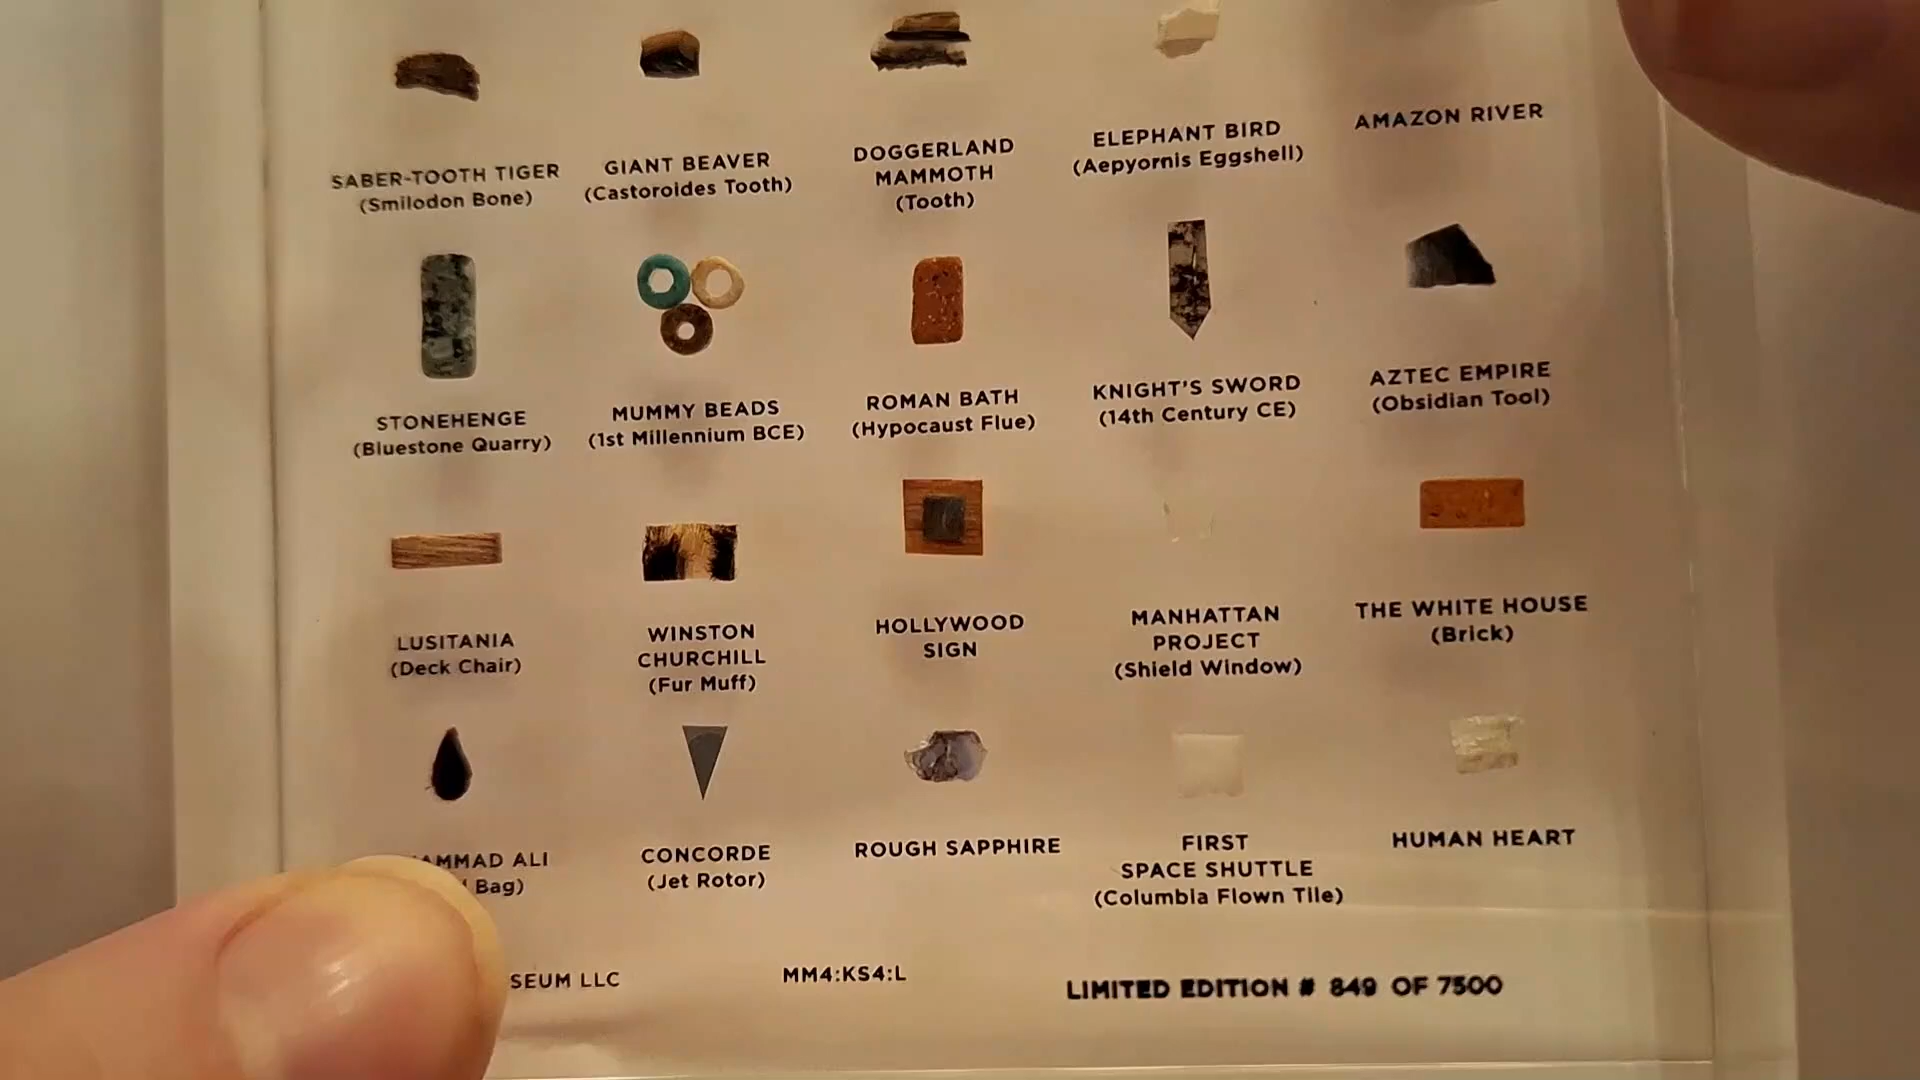 SABER-TOOTH TIGER
(Smilodon Bone)
GIANT BEAVER
(Castoroides Tooth)
DOGGERLAND
MAMMOTH
(Tooth)
ELEPHANT BIRD
(Aepyornis Eggshell)
AMAZON RIVER
STONEHENGE
(Bluestone Quarry)
MUMMY BEADS
(1st Millennium BCE)
ROMAN BATH
(Hypocaust Flue)
KNIGHT'S SWORD
(14th Century CE)
AZTEC EMPIRE
(Obsidian Tool)
LUSITANIA
(Deck Chair)
WINSTON
CHURCHILL
(Fur Muff)
HOLLYWOOD
SIGN
MANHATTAN
PROJECT
(Shield Window)
THE WHITE HOUSE
(Brick)
ALI
Bag)
CONCORDE
(Jet Rotor)
ROUGH SAPPHIRE
FIRST
SPACE SHUTTLE
(Columbia Flown Tile)
HUMAN HEART
LLC
MM4:KS4:L
LIMITED EDITION # 849 OF 7500